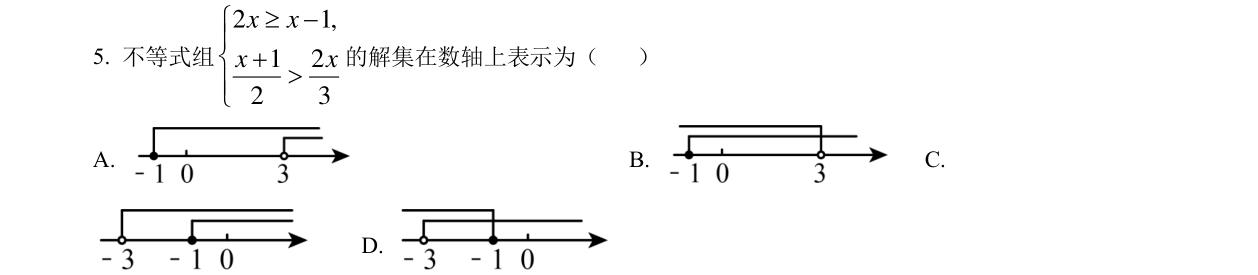 5. 不等式组 { 2x ≥ x − 1, (x+1)/2 > 2x/3 的解集在数轴上表示为（　　）
A. -1 0 3 B. -1 0 3 C.
-3 -1 0 D. -3 -1 0